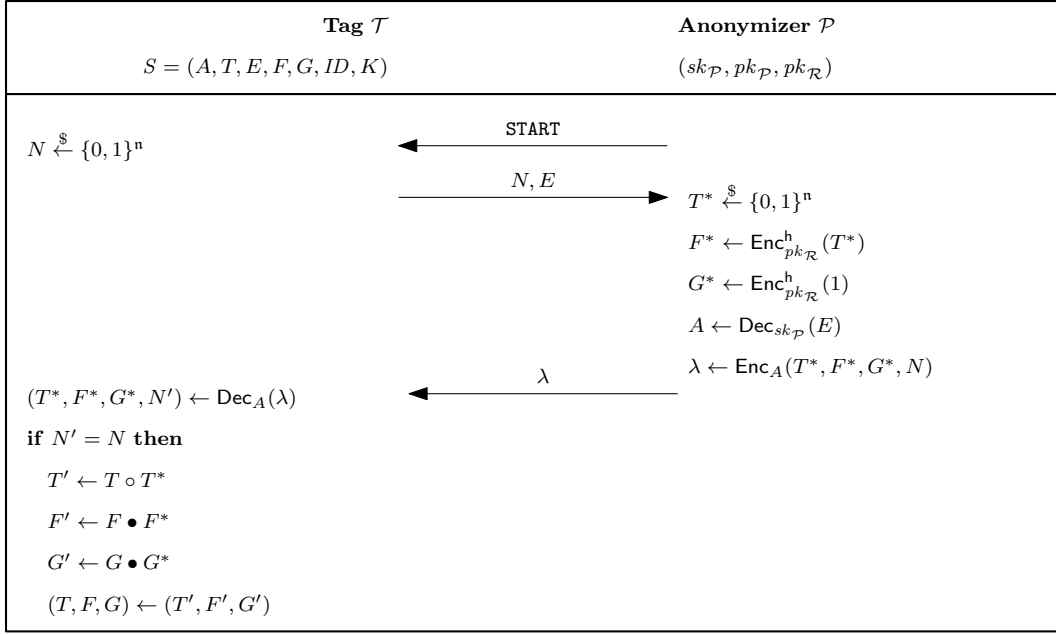 Tag 𝒯 Anonymizer 𝒫
S = (A, T, E, F, G, ID, K) (sk_𝒫, pk_𝒫, pk_ℛ)
START
N ←$ {0, 1}^𝔫
N, E
T* ←$ {0, 1}^𝔫
F* ← Enc^h_{pk_ℛ}(T*)
G* ← Enc^h_{pk_ℛ}(1)
A ← Dec_{sk_𝒫}(E)
λ ← Enc_A(T*, F*, G*, N)
λ
(T*, F*, G*, N′) ← Dec_A(λ)
if N′ = N then
T′ ← T ∘ T*
F′ ← F • F*
G′ ← G • G*
(T, F, G) ← (T′, F′, G′)